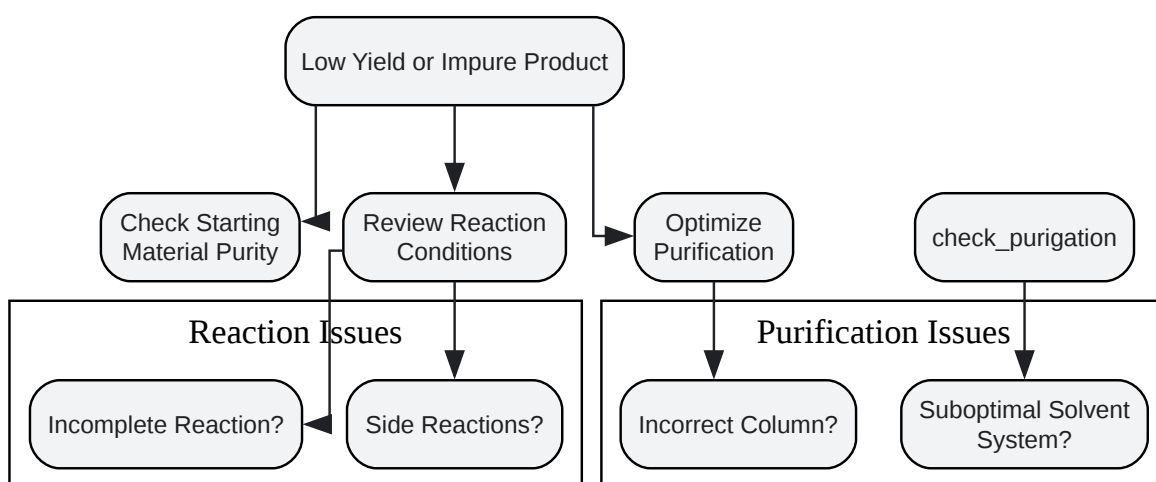 Low Yield or Impure Product
Check Starting
Material Purity
Review Reaction
Conditions
Optimize
Purification
check_purigation
Reaction Issues
Purification Issues
Incomplete Reaction?
Side Reactions?
Incorrect Column?
Suboptimal Solvent
System?